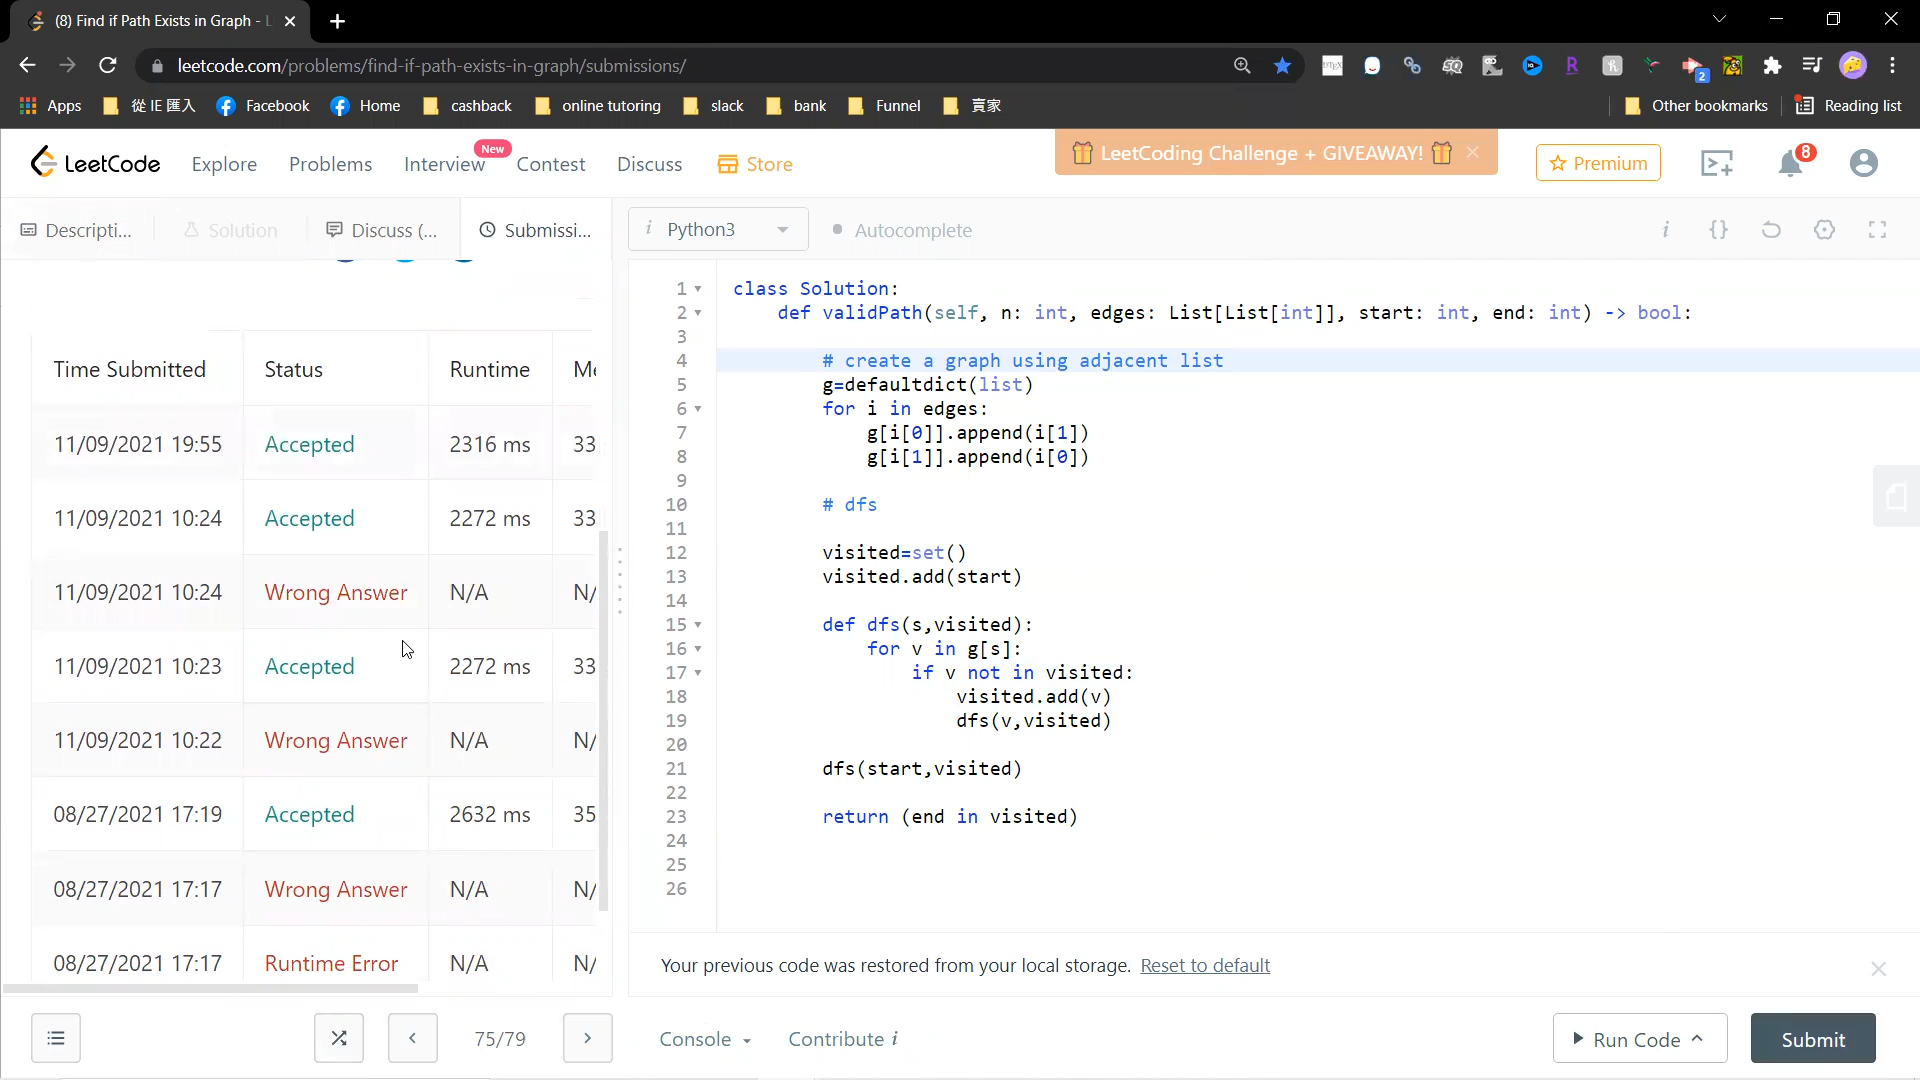 (8) Find if Path Exists in Graph - L
leetcode.com/problems/find-if-path-exists-in-graph/submissions/
2
Apps
從 IE 匯入
Facebook
Home
cashback
online tutoring
slack
bank
Funnel
賣家
Other bookmarks
Reading list
LeetCode
Explore
Problems
Interview
New
Contest
Discuss
Store
LeetCoding Challenge + GIVEAWAY!
Premium
8
Descripti...
Solution
Discuss (...
Submissi...
i Python3
Autocomplete
i
{}
Time Submitted Status Runtime Me
11/09/2021 19:55 Accepted 2316 ms 33
11/09/2021 10:24 Accepted 2272 ms 33
11/09/2021 10:24 Wrong Answer N/A N/
11/09/2021 10:23 Accepted 2272 ms 33
11/09/2021 10:22 Wrong Answer N/A N/
08/27/2021 17:19 Accepted 2632 ms 35
08/27/2021 17:17 Wrong Answer N/A N/
08/27/2021 17:17 Runtime Error N/A N/
1 class Solution:
2 def validPath(self, n: int, edges: List[List[int]], start: int, end: int) -> bool:
3
4 # create a graph using adjacent list
5 g=defaultdict(list)
6 for i in edges:
7 g[i[0]].append(i[1])
8 g[i[1]].append(i[0])
9
10 # dfs
11
12 visited=set()
13 visited.add(start)
14
15 def dfs(s,visited):
16 for v in g[s]:
17 if v not in visited:
18 visited.add(v)
19 dfs(v,visited)
20
21 dfs(start,visited)
22
23 return (end in visited)
24
25
26
Your previous code was restored from your local storage. Reset to default
75/79
Console
Contribute i
Run Code
Submit